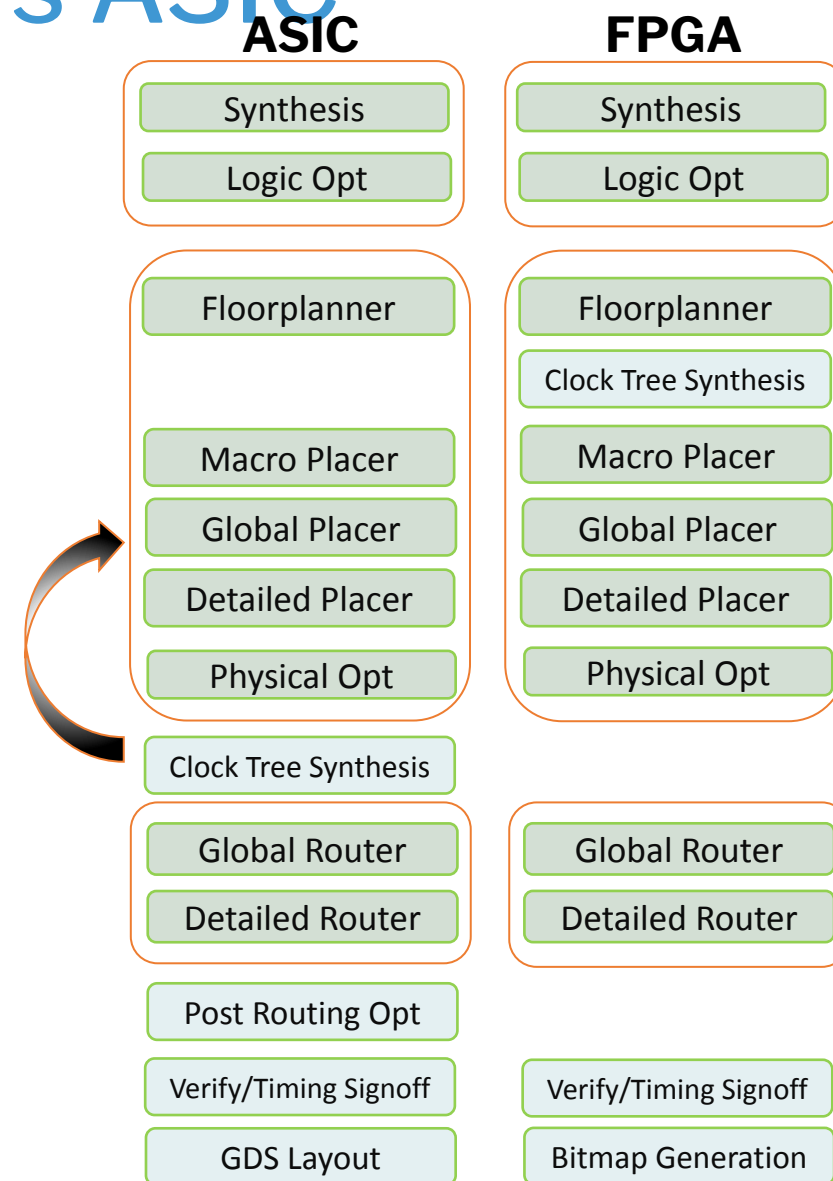 s ASIC
ASIC
FPGA
Synthesis
Logic Opt
Floorplanner
Macro Placer
Global Placer
Detailed Placer
Physical Opt
Clock Tree Synthesis
Global Router
Detailed Router
Post Routing Opt
Verify/Timing Signoff
GDS Layout
Synthesis
Logic Opt
Floorplanner
Clock Tree Synthesis
Macro Placer
Global Placer
Detailed Placer
Physical Opt
Global Router
Detailed Router
Verify/Timing Signoff
Bitmap Generation